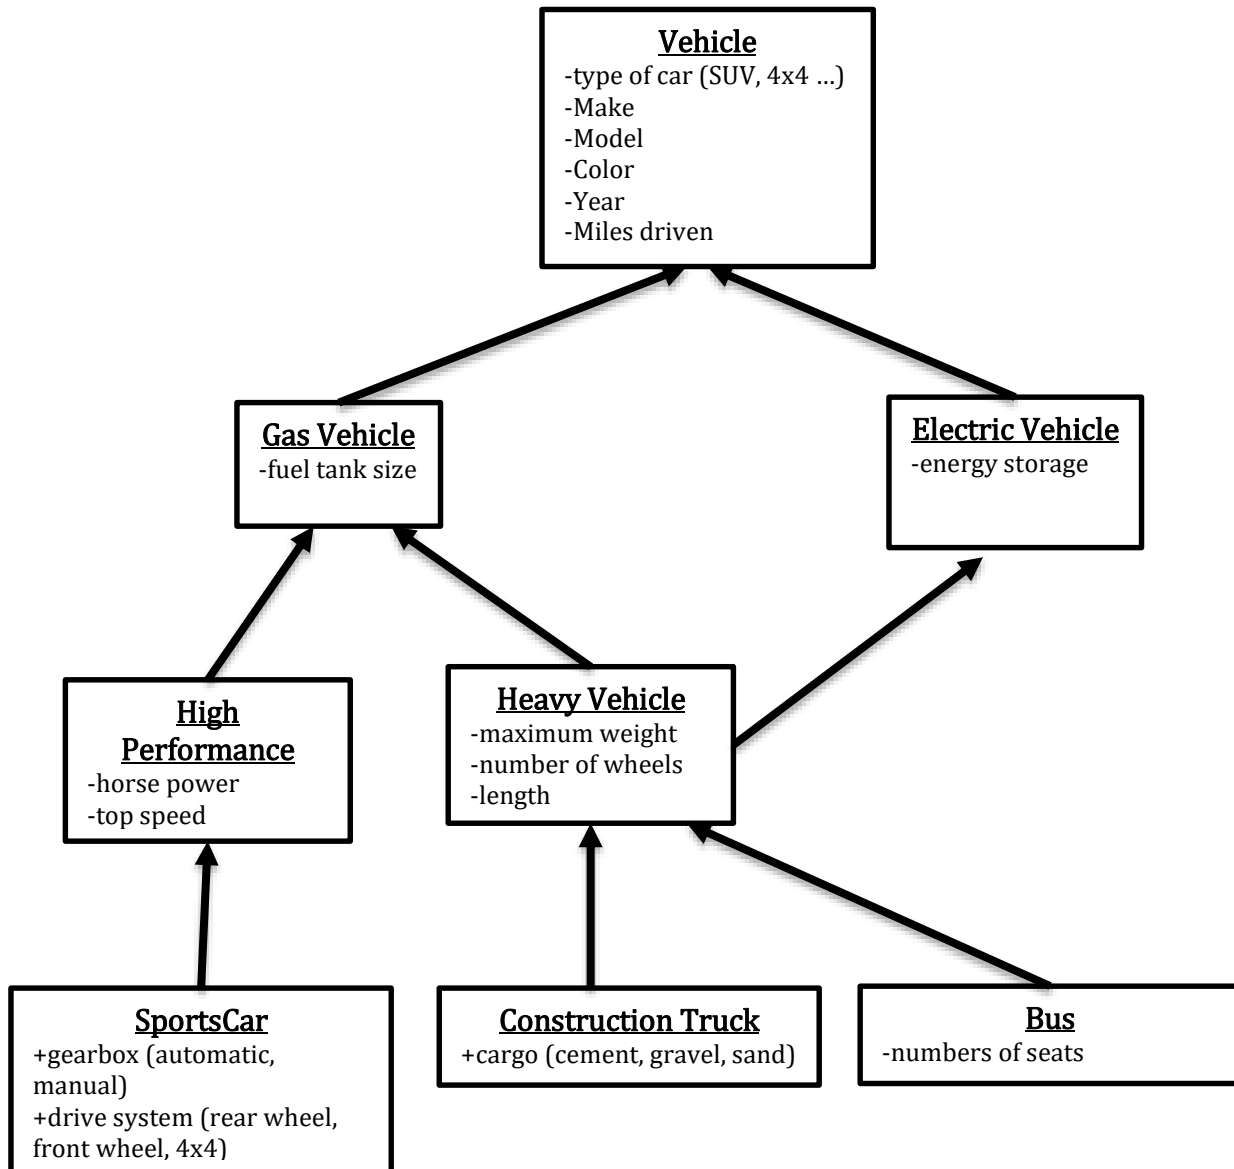 Vehicle
-type of car (SUV, 4x4 …)
-Make
-Model
-Color
-Year
-Miles driven
Gas Vehicle
-fuel tank size
Electric Vehicle
-energy storage
High
Performance
-horse power
-top speed
Heavy Vehicle
-maximum weight
-number of wheels
-length
SportsCar
+gearbox (automatic,
manual)
+drive system (rear wheel,
front wheel, 4x4)
Construction Truck
+cargo (cement, gravel, sand)
Bus
-numbers of seats